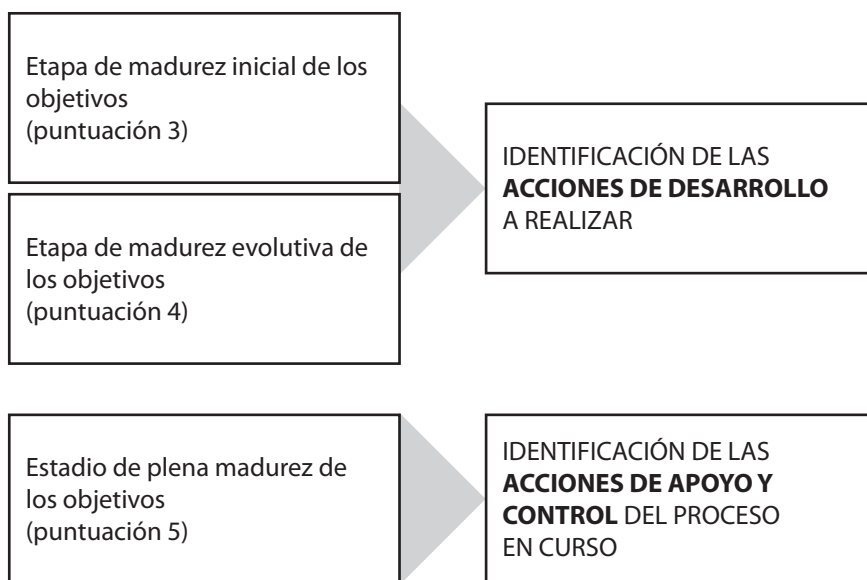 Etapa de madurez inicial de los
objetivos
(puntuación 3)
IDENTIFICACIÓN DE LAS
ACCIONES DE DESARROLLO
A REALIZAR
Etapa de madurez evolutiva de
los objetivos
(puntuación 4)
Estadio de plena madurez de
los objetivos
(puntuación 5)
IDENTIFICACIÓN DE LAS
ACCIONES DE APOYO Y
CONTROL DEL PROCESO
EN CURSO